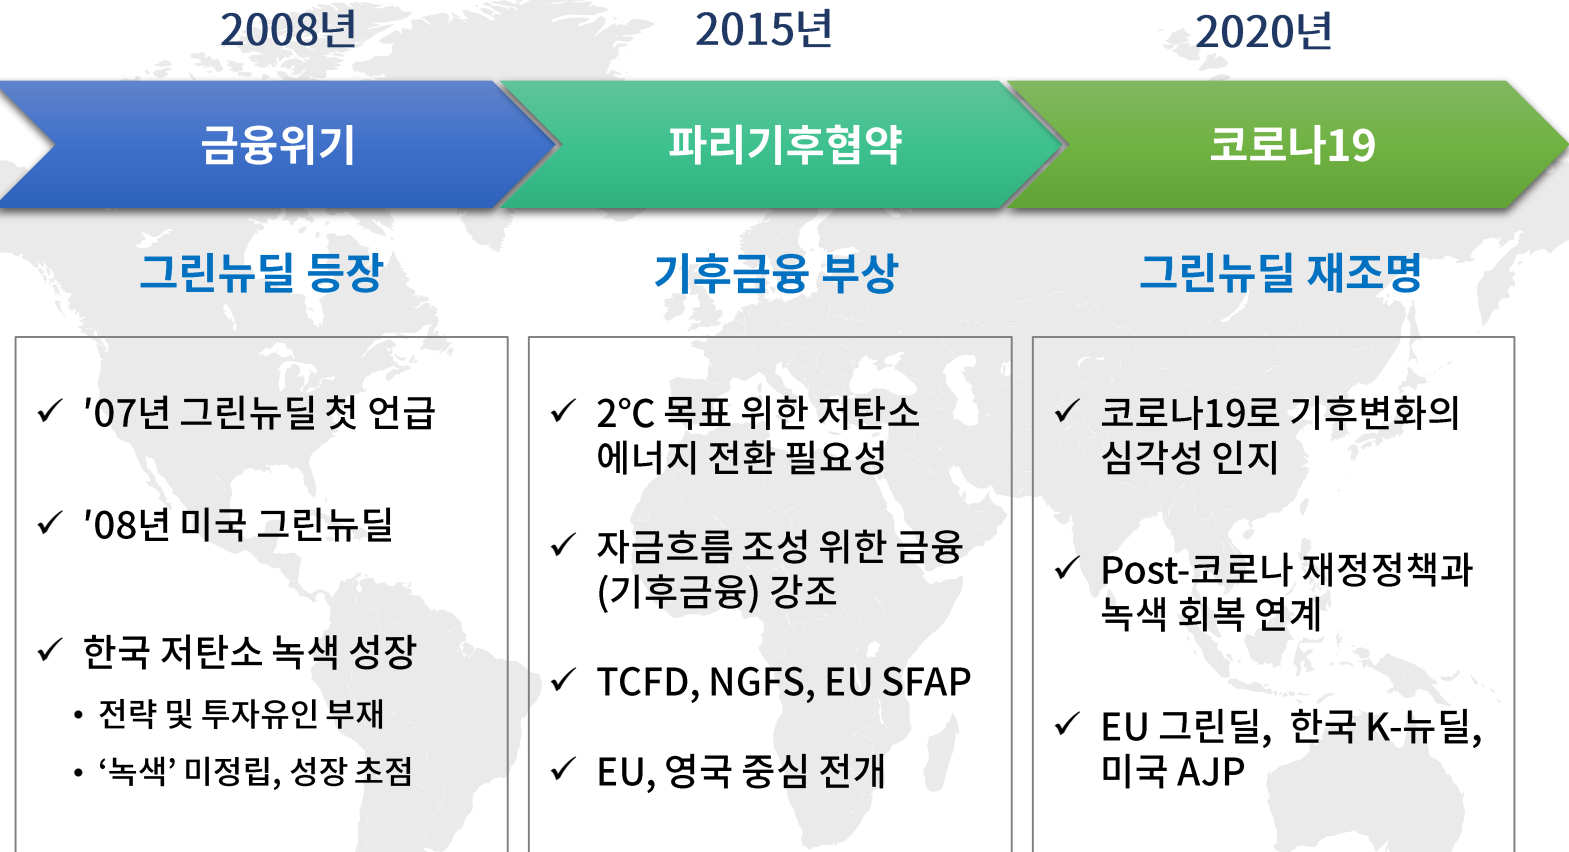 2008년
2015년
2020년
금융위기
파리기후협약
코로나19
그린뉴딜 등장
기후금융 부상
그린뉴딜 재조명
✓ '07년 그린뉴딜 첫 언급
✓ '08년 미국 그린뉴딜
✓ 한국 저탄소 녹색 성장
• 전략 및 투자유인 부재
• ‘녹색’ 미정립, 성장 초점
✓ 2℃ 목표 위한 저탄소
에너지 전환 필요성
✓ 자금흐름 조성 위한 금융
(기후금융) 강조
✓ TCFD, NGFS, EU SFAP
✓ EU, 영국 중심 전개
✓ 코로나19로 기후변화의
심각성 인지
✓ Post-코로나 재정정책과
녹색 회복 연계
✓ EU 그린딜, 한국 K-뉴딜,
미국 AJP